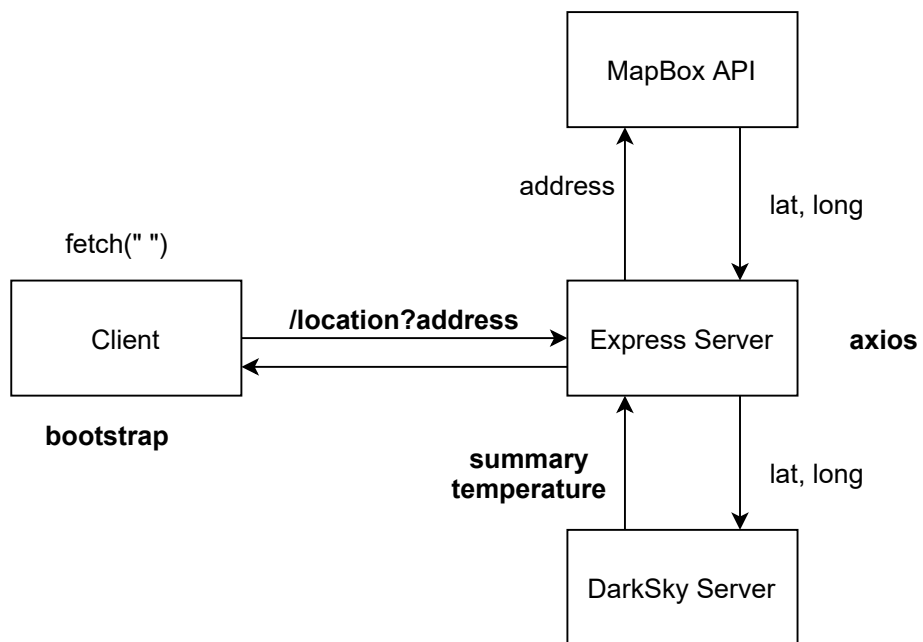 MapBox API
address
lat, long
fetch(" ")
Client
/location?address
Express Server
axios
bootstrap
summary
temperature
lat, long
DarkSky Server